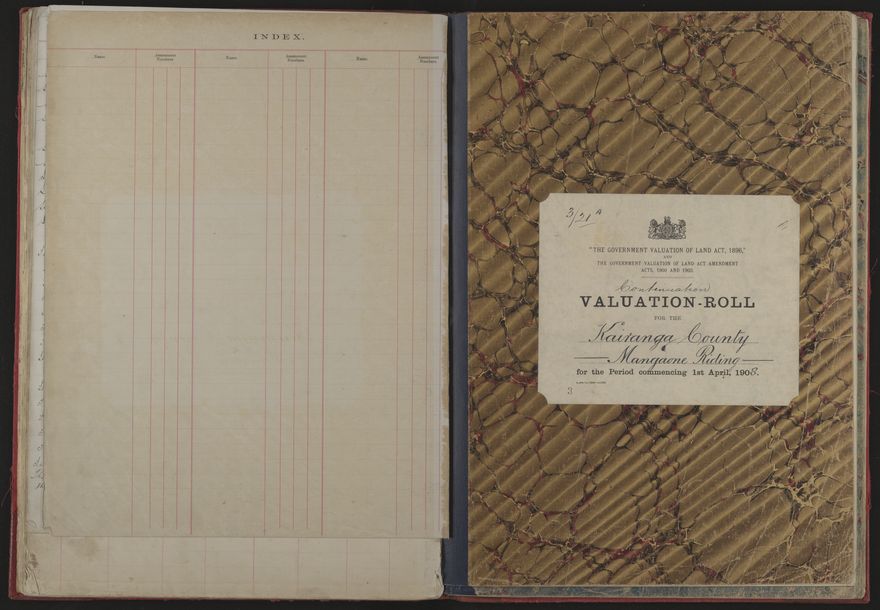 INDEX.
Name. Assessment Numbers. Name. Assessment Numbers. Name. Assessment Numbers.
3/21 A
"THE GOVERNMENT VALUATION OF LAND ACT, 1896,"
AND
THE GOVERNMENT VALUATION OF LAND ACT AMENDMENT
ACTS, 1900 AND 1903.
Continuation
VALUATION-ROLL
FOR THE
Kairanga County
Mangaone Riding
for the Period commencing 1st April, 1908.
3